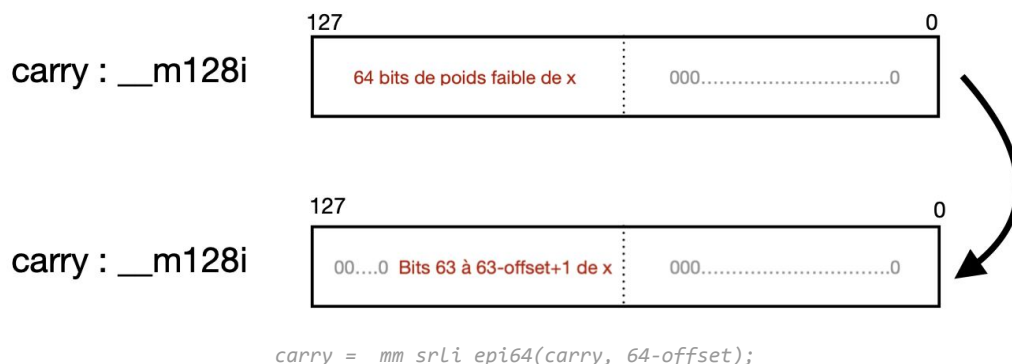 127 0
carry : __m128i 64 bits de poids faible de x 000............................0
127 0
carry : __m128i 00....0 Bits 63 à 63-offset+1 de x 000............................0
carry = _mm_srli_epi64(carry, 64-offset);